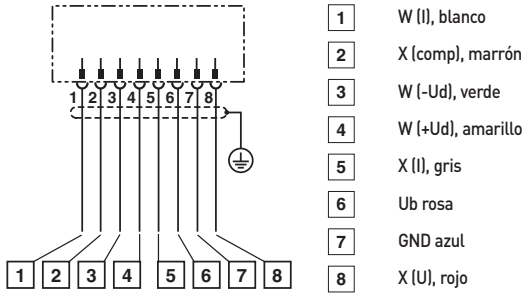 1 2 3 4 5 6 7 8
1 2 3 4 5 6 7 8
1 W (I), blanco
2 X (comp), marrón
3 W (-Ud), verde
4 W (+Ud), amarillo
5 X (I), gris
6 Ub rosa
7 GND azul
8 X (U), rojo